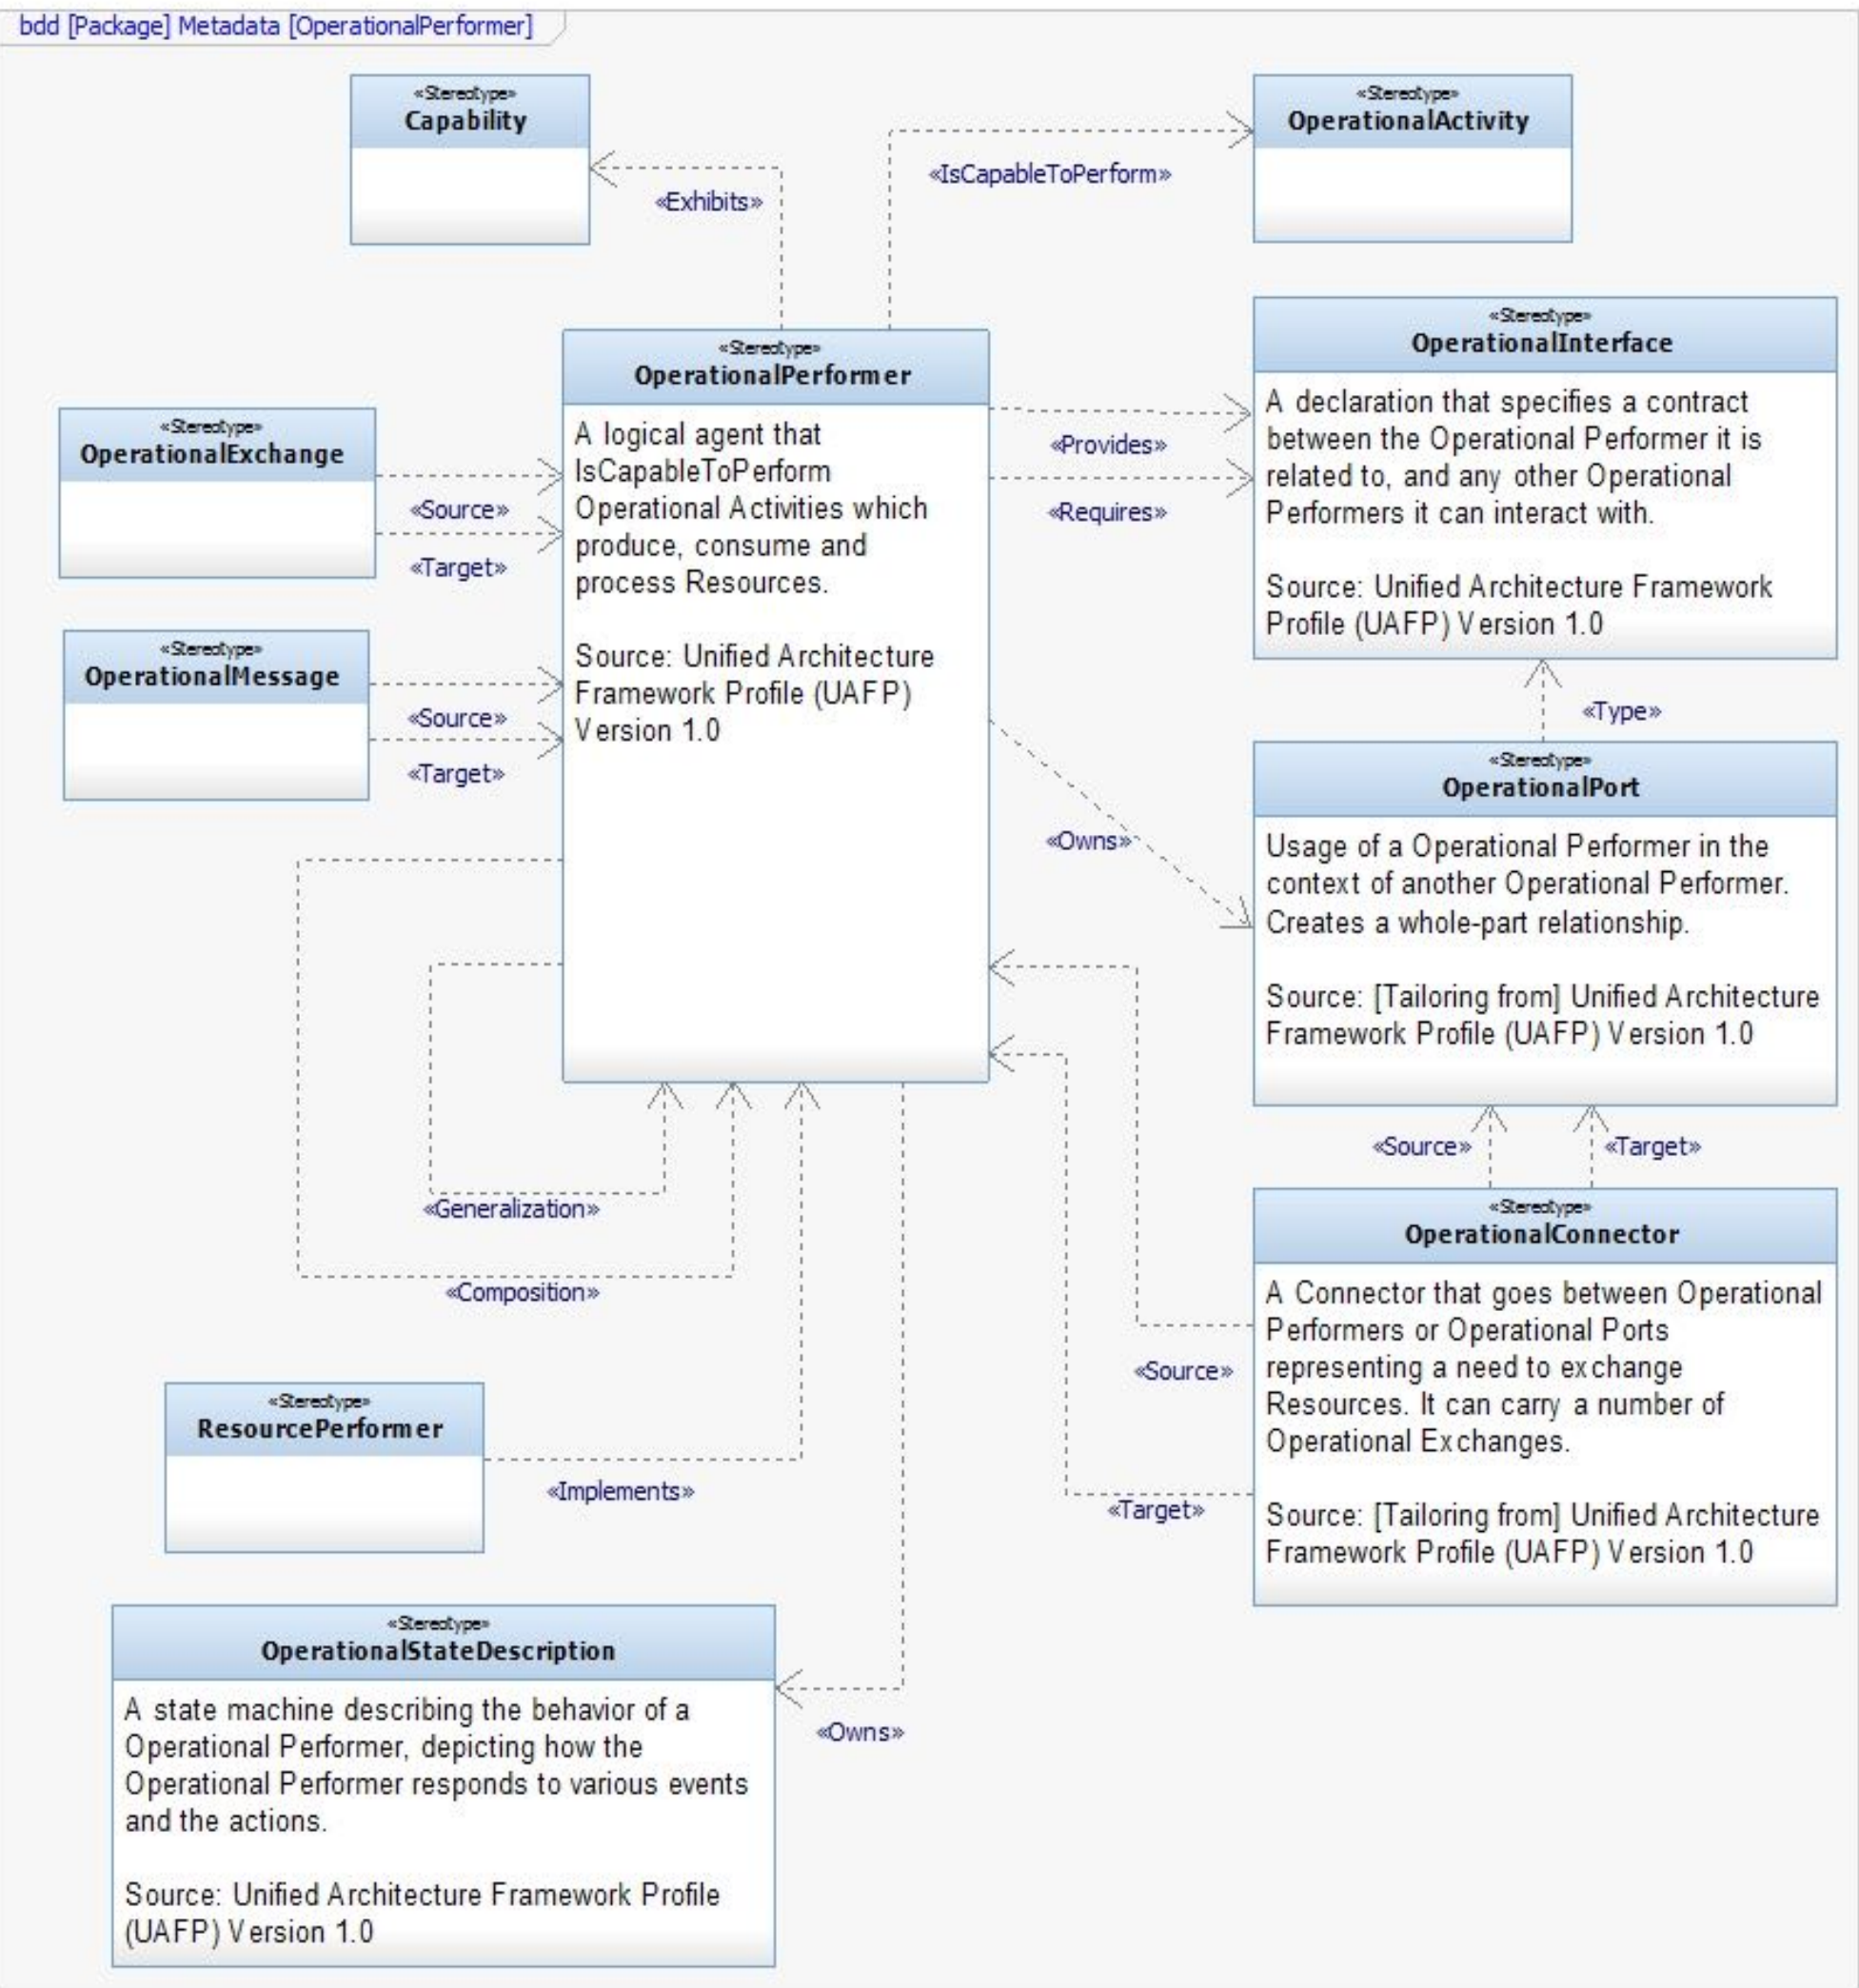 bdd [Package] Metadata [OperationalPerformer]
«Stereotype»
Capability
«Stereotype»
OperationalActivity
«IsCapableToPerform»
«Exhibits»
«Stereotype»
OperationalInterface
A declaration that specifies a contract
between the Operational Performer it is
related to, and any other Operational
Performers it can interact with.
Source: Unified Architecture Framework
Profile (UAFP) Version 1.0
«Stereotype»
OperationalPerformer
A logical agent that
IsCapableToPerform
Operational Activities which
produce, consume and
process Resources.
Source: Unified Architecture
Framework Profile (UAFP)
Version 1.0
«Provides»
«Requires»
«Stereotype»
OperationalExchange
«Source»
«Target»
«Stereotype»
OperationalMessage
«Source»
«Target»
«Type»
«Stereotype»
OperationalPort
Usage of a Operational Performer in the
context of another Operational Performer.
Creates a whole-part relationship.
Source: [Tailoring from] Unified Architecture
Framework Profile (UAFP) Version 1.0
«Owns»
«Source»
«Target»
«Stereotype»
OperationalConnector
A Connector that goes between Operational
Performers or Operational Ports
representing a need to exchange
Resources. It can carry a number of
Operational Exchanges.
Source: [Tailoring from] Unified Architecture
Framework Profile (UAFP) Version 1.0
«Generalization»
«Composition»
«Source»
«Target»
«Stereotype»
ResourcePerformer
«Implements»
«Stereotype»
OperationalStateDescription
A state machine describing the behavior of a
Operational Performer, depicting how the
Operational Performer responds to various events
and the actions.
Source: Unified Architecture Framework Profile
(UAFP) Version 1.0
«Owns»